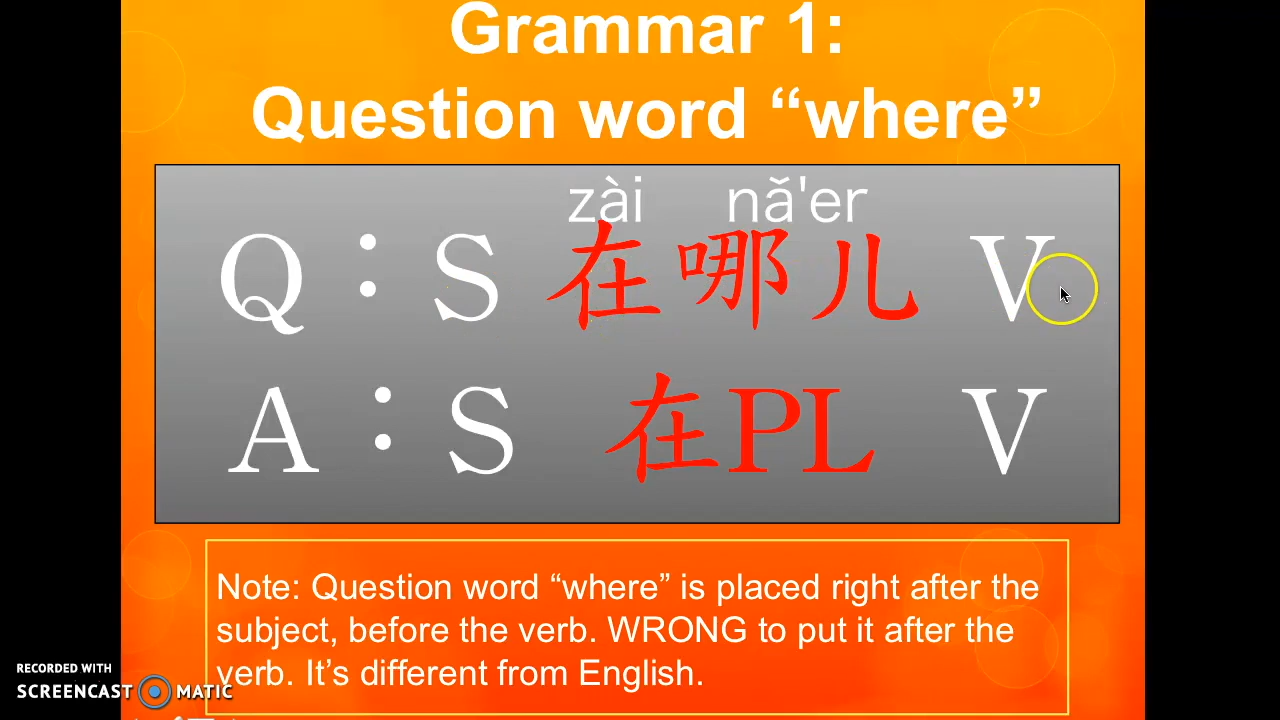 Grammar 1:
Question word “where”
zài nǎ'er
Q：S 在哪儿 V
A：S 在PL V
Note: Question word “where” is placed right after the
subject, before the verb. WRONG to put it after the
verb. It’s different from English.
RECORDED WITH
SCREENCAST MATIC